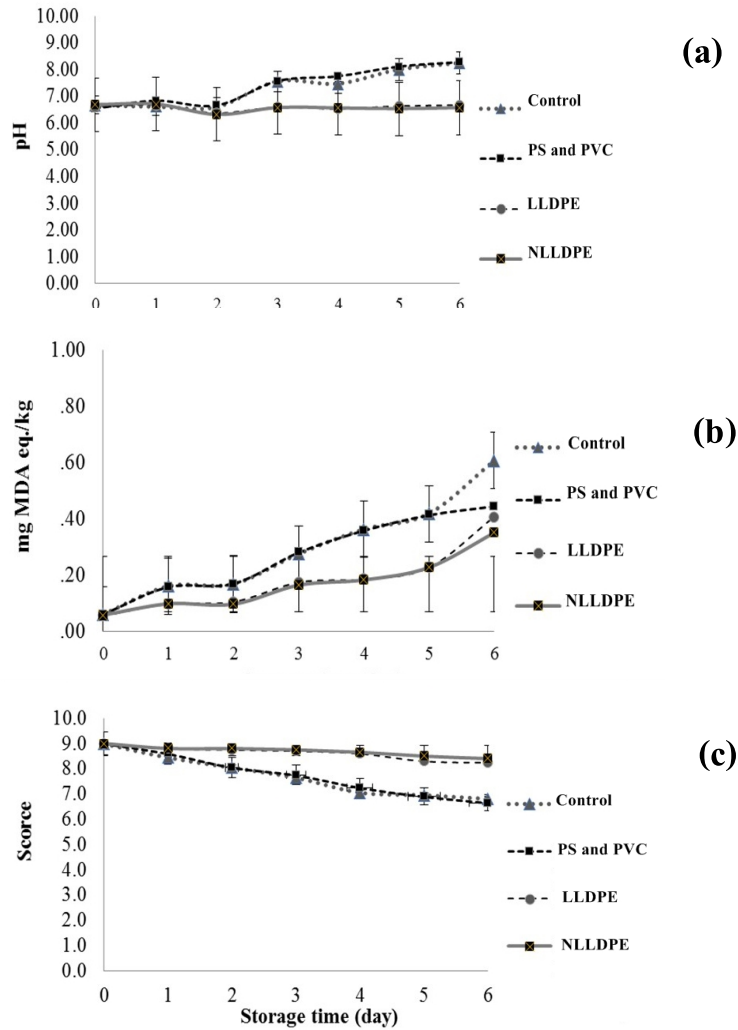 10.00
9.00
8.00
7.00
6.00
5.00
4.00
3.00
2.00
1.00
0.00
pH
0 1 2 3 4 5 6
(a)
Control
PS and PVC
LLDPE
NLLDPE
1.00
.80
.60
.40
.20
.00
mg MDA eq./kg
0 1 2 3 4 5 6
(b)
Control
PS and PVC
LLDPE
NLLDPE
10.0
9.0
8.0
7.0
6.0
5.0
4.0
3.0
2.0
1.0
0.0
Scorce
0 1 2 3 4 5 6
Storage time (day)
(c)
Control
PS and PVC
LLDPE
NLLDPE